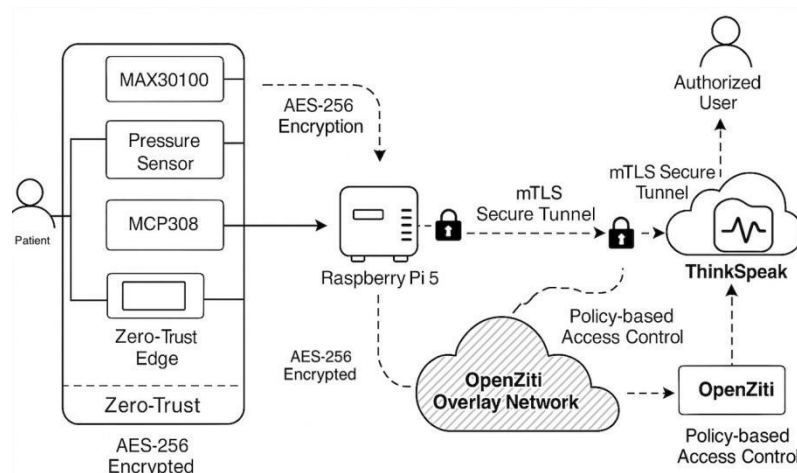 MAX30100
Pressure
Sensor
MCP308
Patient
Zero-Trust
Edge
Zero-Trust
AES-256
Encrypted
AES-256
Encryption
Raspberry Pi 5
AES-256
Encrypted
mTLS
Secure Tunnel
OpenZiti
Overlay Network
Policy-based
Access Control
Authorized
User
mTLS Secure
Tunnel
ThinkSpeak
OpenZiti
Policy-based
Access Control